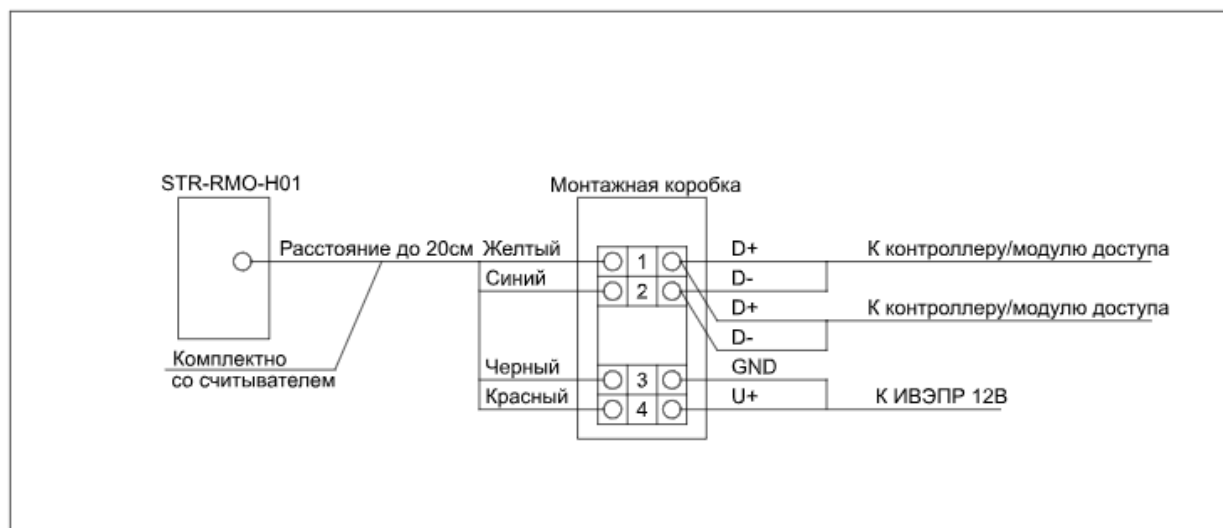 STR-RMO-H01
Монтажная коробка
Расстояние до 20см Желтый 1 D+ К контроллеру/модулю доступа
Синий 2 D-
D+ К контроллеру/модулю доступа
D-
Комплектно
со считывателем
Черный 3 GND
Красный 4 U+ К ИВЭПР 12В